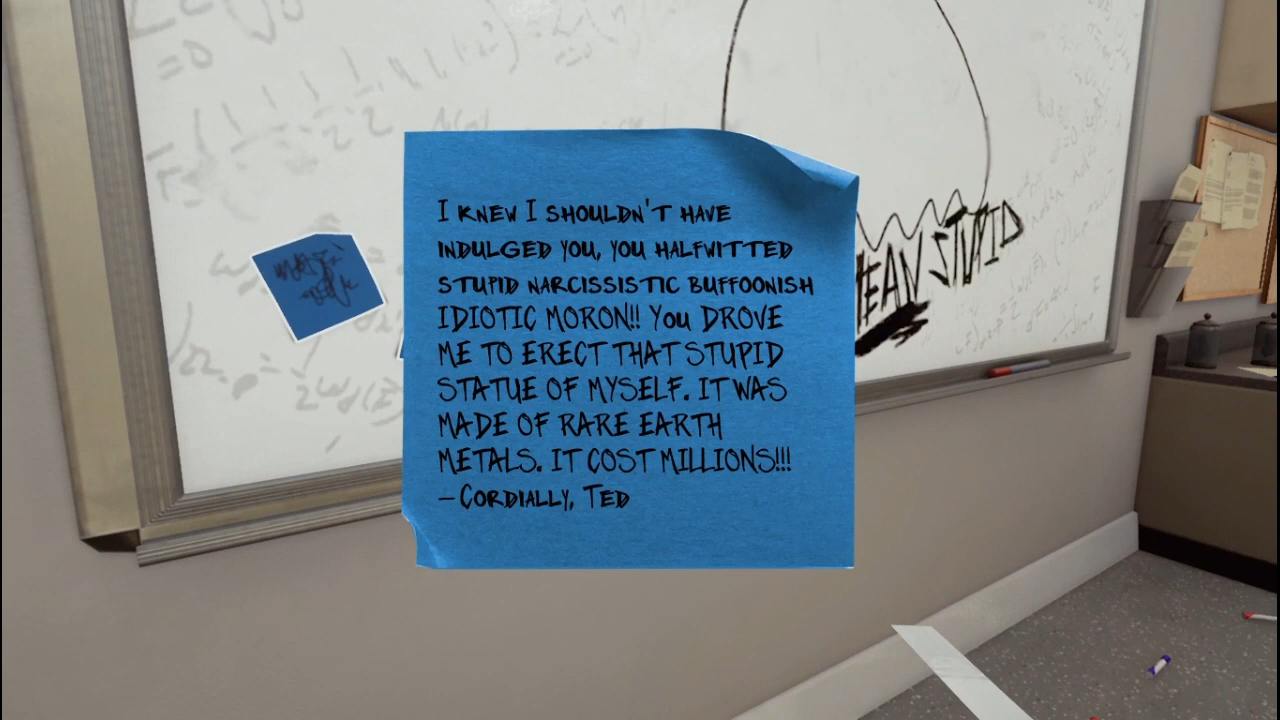 I KNEW I SHOULDN'T HAVE
INDULGED YOU, YOU HALFWITTED
STUPID NARCISSISTIC BUFFOONISH
IDIOTIC MORON!! YOU DROVE
ME TO ERECT THAT STUPID
STATUE OF MYSELF. IT WAS
MADE OF RARE EARTH
METALS. IT COST MILLIONS!!!
– CORDIALLY, TED
MEAN STUPID